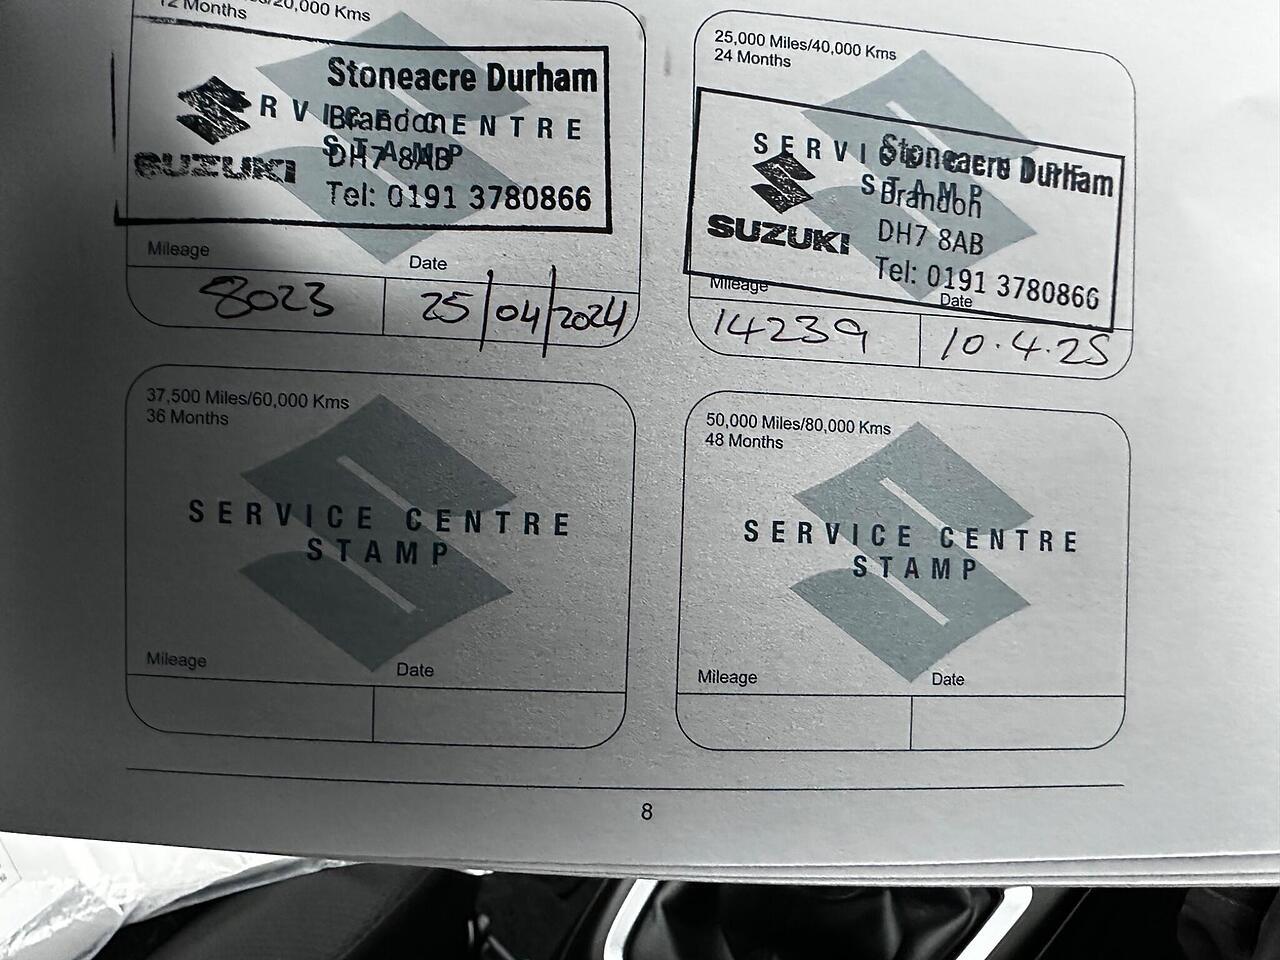 /20,000 Kms
12 Months
Stoneacre Durham
SERVICE CENTRE
Brandon
STAMP
DH7 8AB
SUZUKI
Tel: 0191 3780866
Mileage
Date
8023
25/04/2024
25,000 Miles/40,000 Kms
24 Months
SERVICE CENTRE
Stoneacre Durham
STAMP
Brandon
SUZUKI
DH7 8AB
Tel: 0191 3780866
Mileage
Date
14239
10.4.25
37,500 Miles/60,000 Kms
36 Months
SERVICE CENTRE
STAMP
Mileage
Date
50,000 Miles/80,000 Kms
48 Months
SERVICE CENTRE
STAMP
Mileage
Date
8